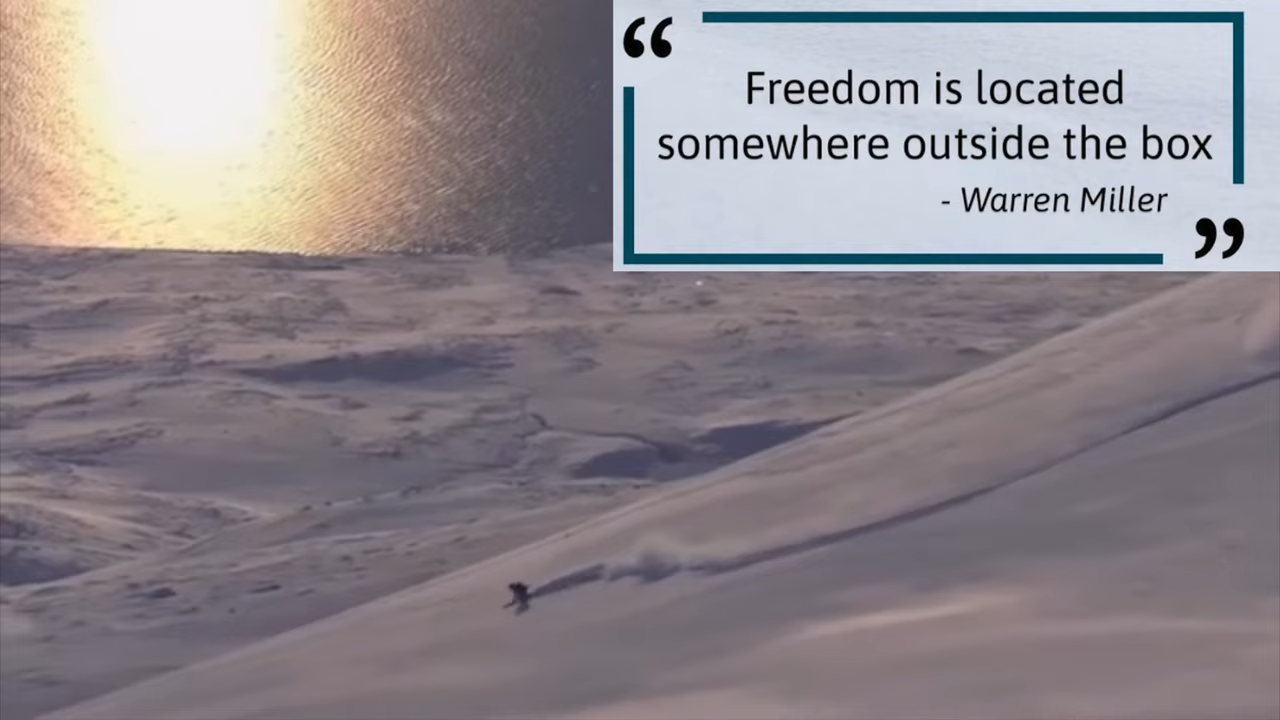 “
Freedom is located
somewhere outside the box
- Warren Miller
”